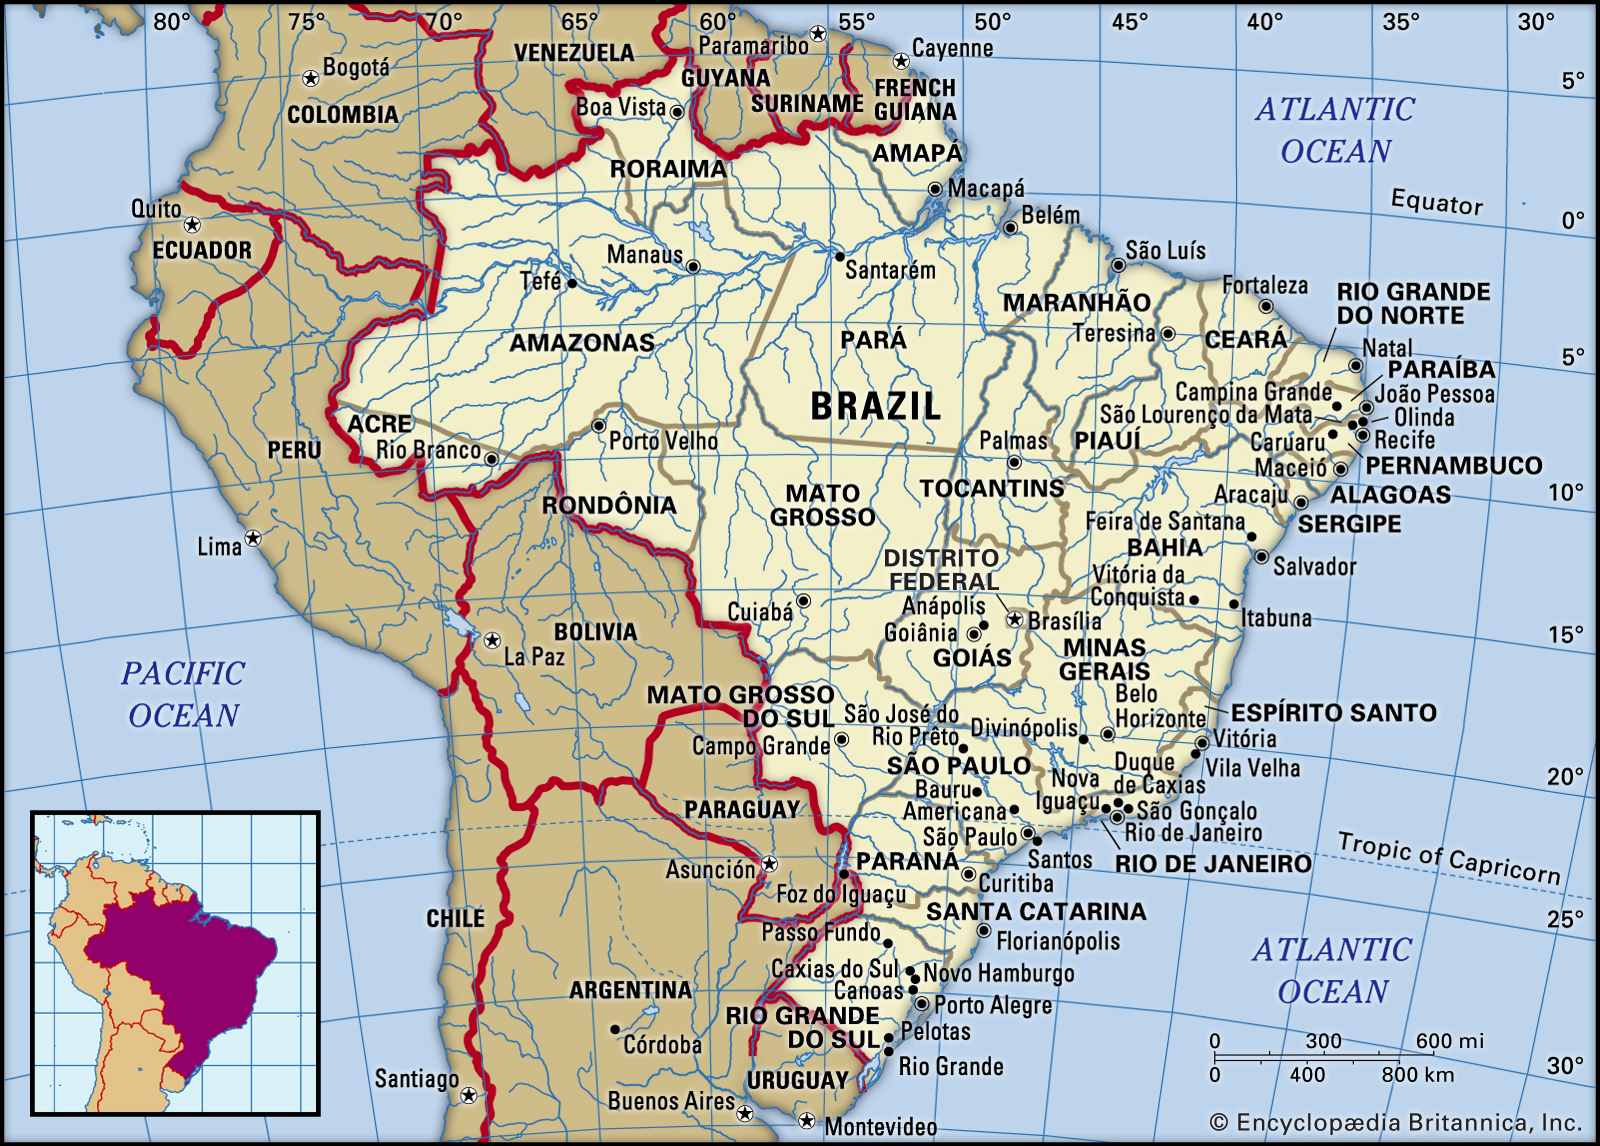 80°
75°
70°
65°
60°
55°
50°
45°
40°
35°
30°
VENEZUELA
Paramaribo
Cayenne
Bogotá
GUYANA
FRENCH
GUIANA
5°
COLOMBIA
Boa Vista
SURINAME
ATLANTIC
OCEAN
RORAIMA
AMAPÁ
Macapá
Equator
Quito
Belém
0°
ECUADOR
Manaus
São Luís
Tefé
Santarém
Fortaleza
MARANHÃO
RIO GRANDE
DO NORTE
AMAZONAS
PARÁ
Teresina
CEARÁ
Natal
5°
PARAÍBA
BRAZIL
Campina Grande
João Pessoa
São Lourenço da Mata
Olinda
ACRE
PERU
Rio Branco
Porto Velho
Palmas
PIAUÍ
Caruaru
Recife
Maceió
PERNAMBUCO
RONDÔNIA
MATO
GROSSO
TOCANTINS
Aracaju
ALAGOAS
10°
SERGIPE
Feira de Santana
BAHIA
Lima
DISTRITO
FEDERAL
Salvador
Vitória da
Conquista
Cuiabá
Anápolis
Itabuna
Goiânia
Brasília
BOLIVIA
La Paz
GOIÁS
MINAS
GERAIS
15°
PACIFIC
OCEAN
MATO GROSSO
DO SUL
Belo
Horizonte
ESPÍRITO SANTO
São José do
Rio Prêto
Divinópolis
Campo Grande
Vitória
SÃO PAULO
Duque
de Caxias
Vila Velha
Nova
Iguaçu
20°
Bauru
PARAGUAY
Americana
São Gonçalo
São Paulo
Rio de Janeiro
Tropic of Capricorn
Asunción
PARANÁ
Santos
RIO DE JANEIRO
Foz do Iguaçu
Curitiba
CHILE
SANTA CATARINA
25°
Passo Fundo
Florianópolis
ATLANTIC
OCEAN
Caxias do Sul
Novo Hamburgo
ARGENTINA
Canoas
Porto Alegre
RIO GRANDE
DO SUL
Córdoba
Pelotas
Rio Grande
0 300 600 mi
0 400 800 km
30°
Santiago
URUGUAY
Buenos Aires
Montevideo
© Encyclopædia Britannica, Inc.